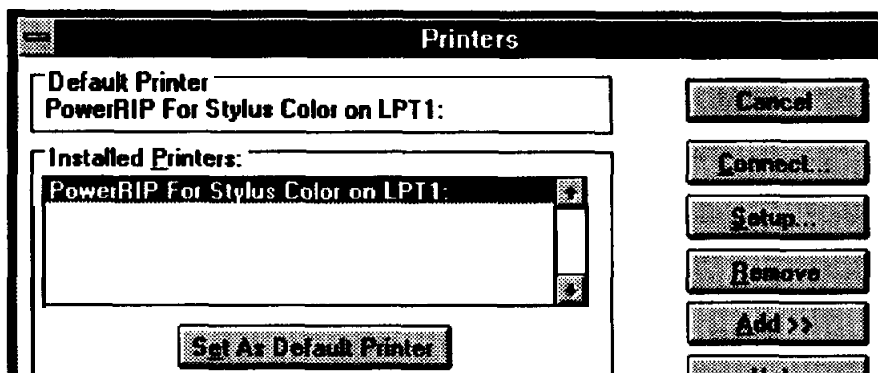 Printers
Default Printer
PowerRIP For Stylus Color on LPT1:
Cancel
Installed Printers:
PowerRIP For Stylus Color on LPT1:
Connect...
Setup...
Remove
Add >>
Set As Default Printer